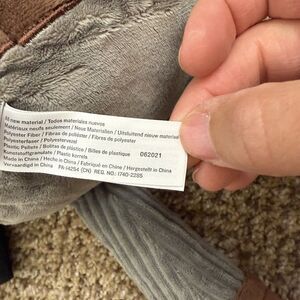 All new material / Todos materiales nuevos
Matériaux neufs seulement / Neue Materialien / Uitsluitend nieuw materiaal
Polyester Fiber / Fibras de poliéster / Fibres de polyester
Polyesterfaser / Polyestervezel
Plastic Pellets / Bolitas de plástico / Billes de plastique 062021
Kunststoffgranulate / Plastic korrels
Made in China / Hecho en China / Fabriqué en Chine / Hergestellt in China
Vervaardigd in China PA-14254 (CN) REG. NO: 1740-2285